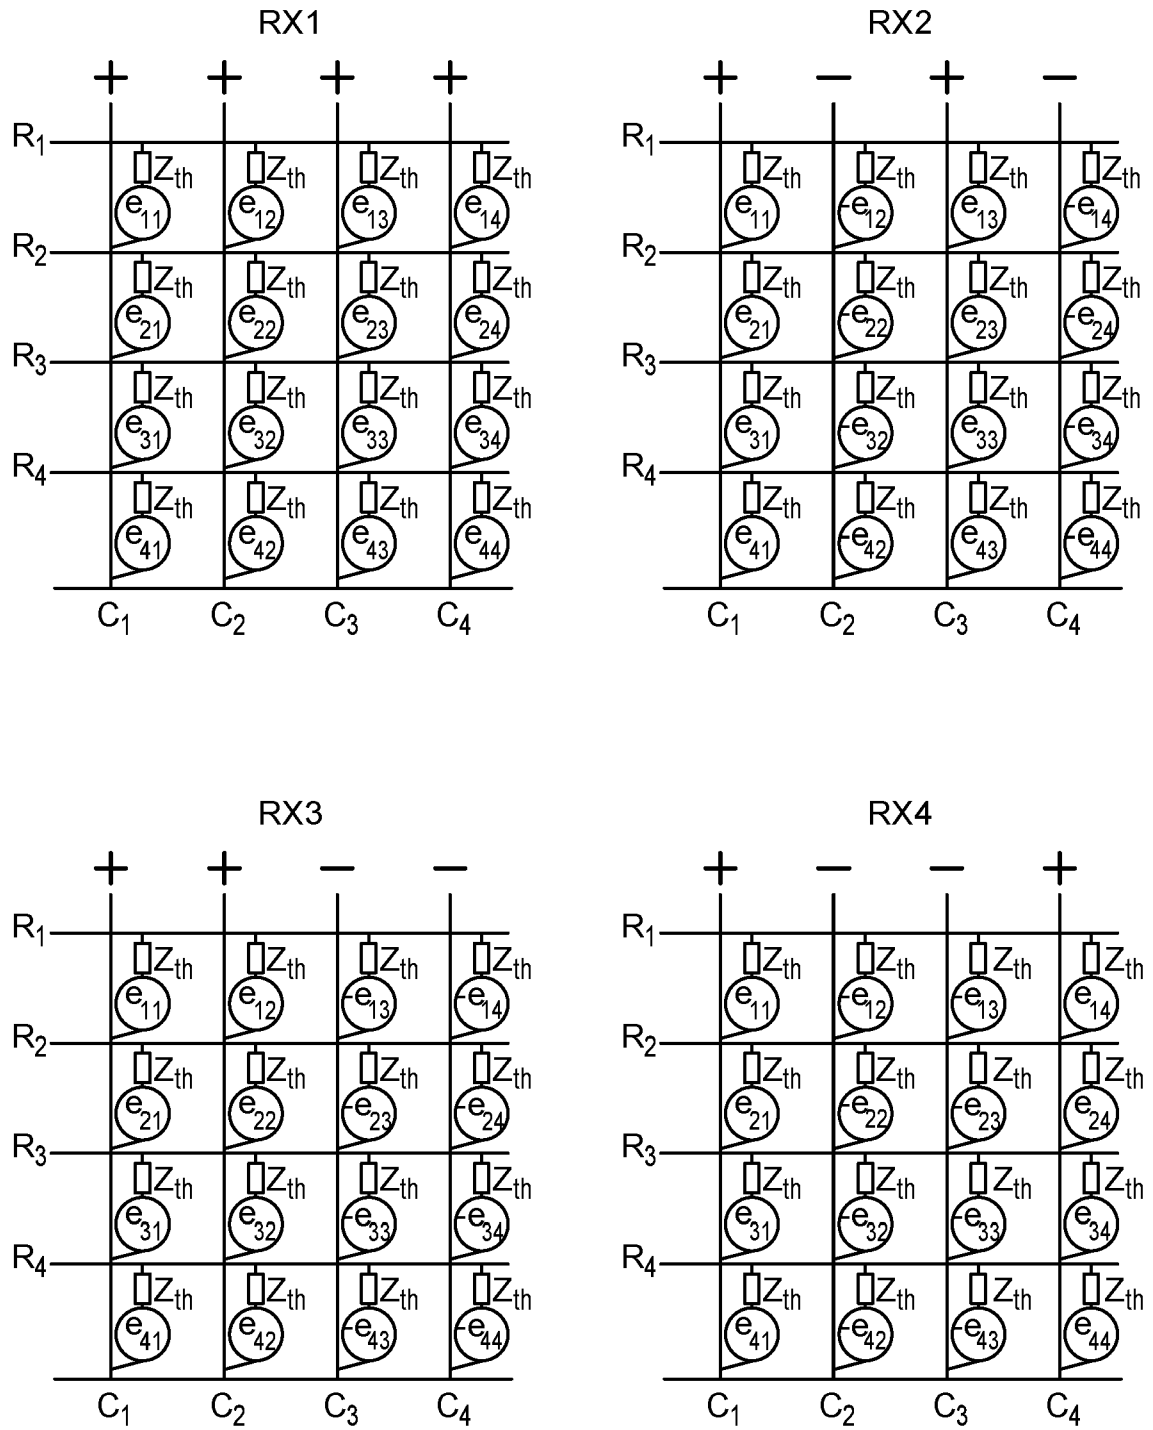 RX1 RX2
+ + + + + − + −
R1 Zth Zth Zth Zth R1 Zth Zth Zth Zth
e11 e12 e13 e14 e11 -e12 e13 -e14
R2 Zth Zth Zth Zth R2 Zth Zth Zth Zth
e21 e22 e23 e24 e21 -e22 e23 -e24
R3 Zth Zth Zth Zth R3 Zth Zth Zth Zth
e31 e32 e33 e34 e31 -e32 e33 -e34
R4 Zth Zth Zth Zth R4 Zth Zth Zth Zth
e41 e42 e43 e44 e41 -e42 e43 -e44
C1 C2 C3 C4 C1 C2 C3 C4
RX3 RX4
+ + − − + − − +
R1 Zth Zth Zth Zth R1 Zth Zth Zth Zth
e11 e12 -e13 -e14 e11 -e12 -e13 e14
R2 Zth Zth Zth Zth R2 Zth Zth Zth Zth
e21 e22 -e23 -e24 e21 -e22 -e23 e24
R3 Zth Zth Zth Zth R3 Zth Zth Zth Zth
e31 e32 -e33 -e34 e31 -e32 -e33 e34
R4 Zth Zth Zth Zth R4 Zth Zth Zth Zth
e41 e42 -e43 -e44 e41 -e42 -e43 e44
C1 C2 C3 C4 C1 C2 C3 C4